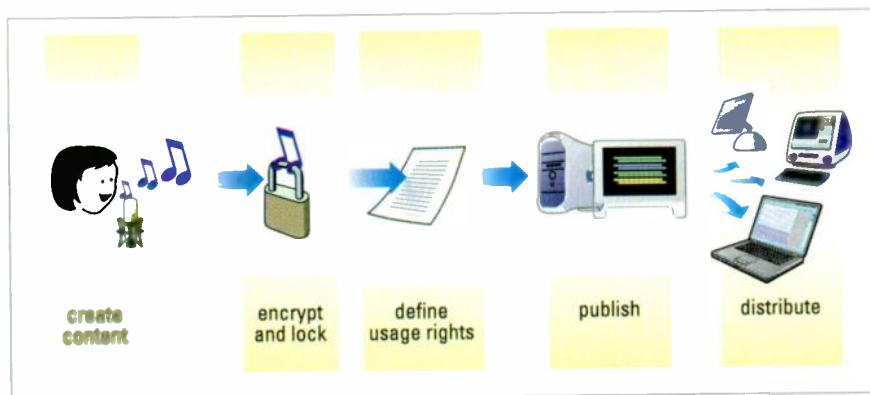 create
content
encrypt
and lock
define
usage rights
publish
distribute